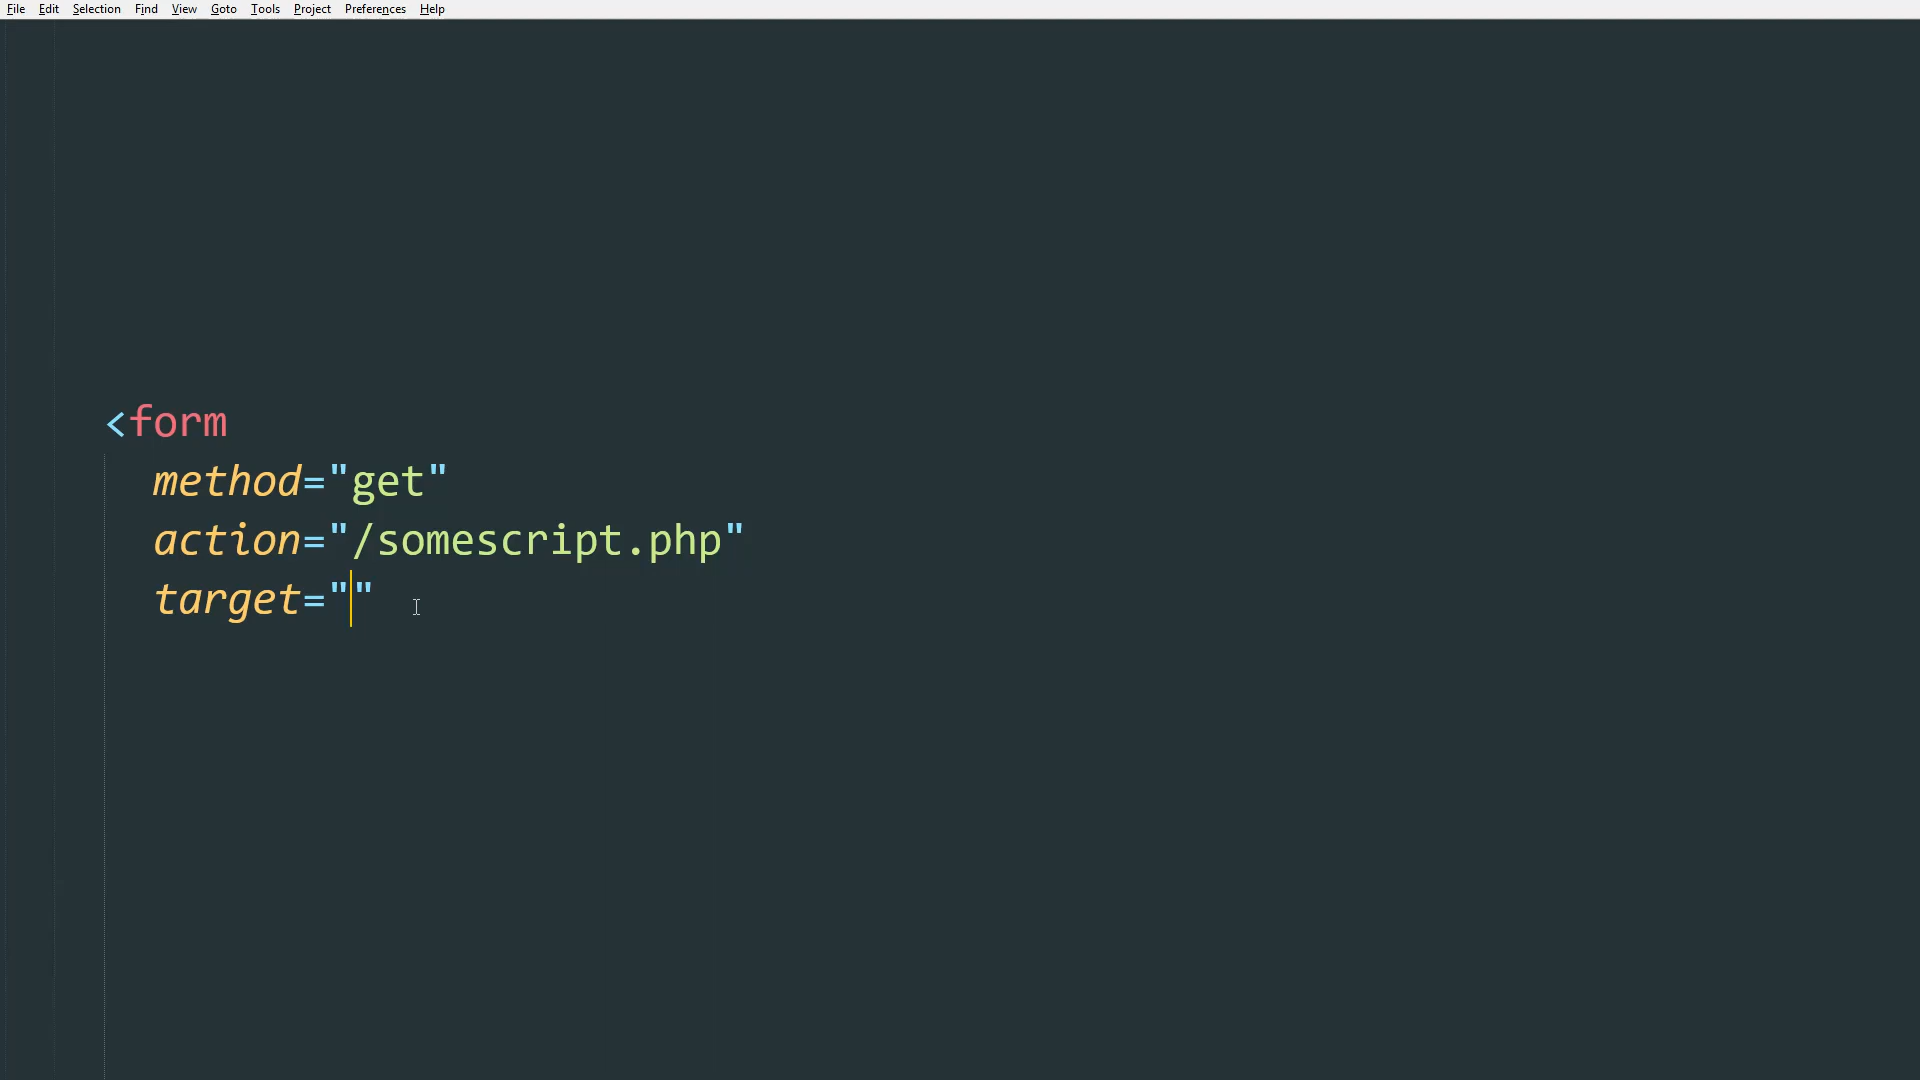 File Edit Selection Find View Goto Tools Project Preferences Help
<form
method="get"
action="/somescript.php"
target=""